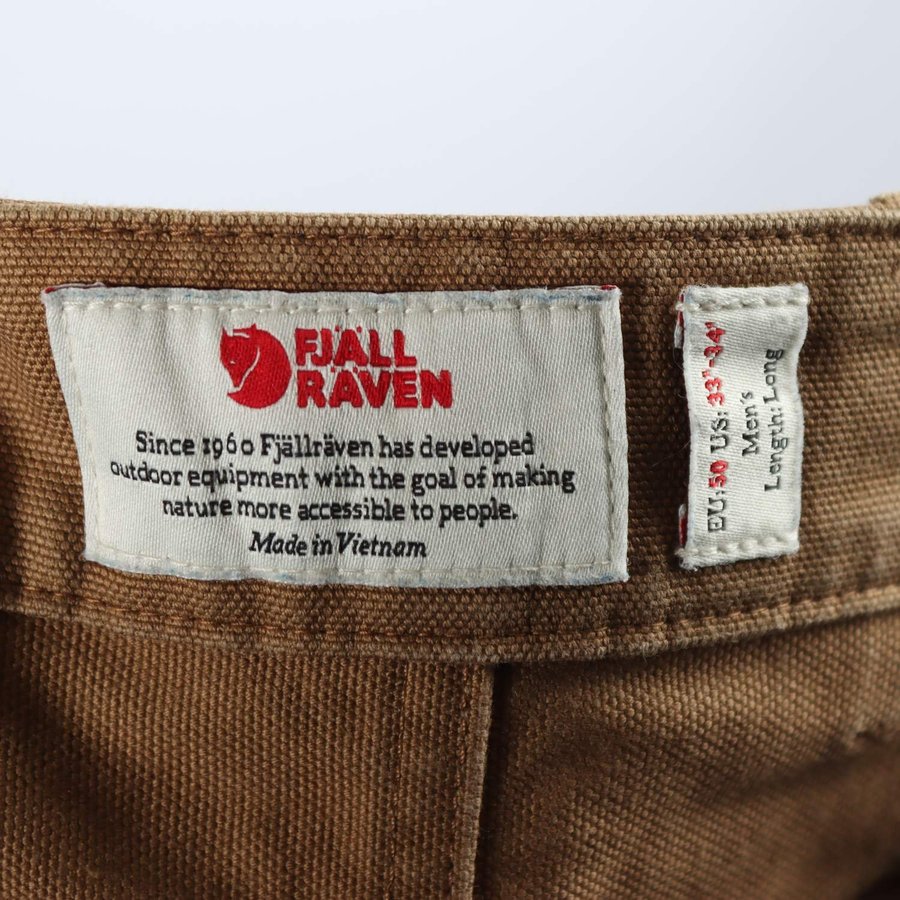 FJÄLL
RÄVEN
Since 1960 Fjällräven has developed
outdoor equipment with the goal of making
nature more accessible to people.
Made in Vietnam
EU:50 US:33"-34"
Men's
Length: Long